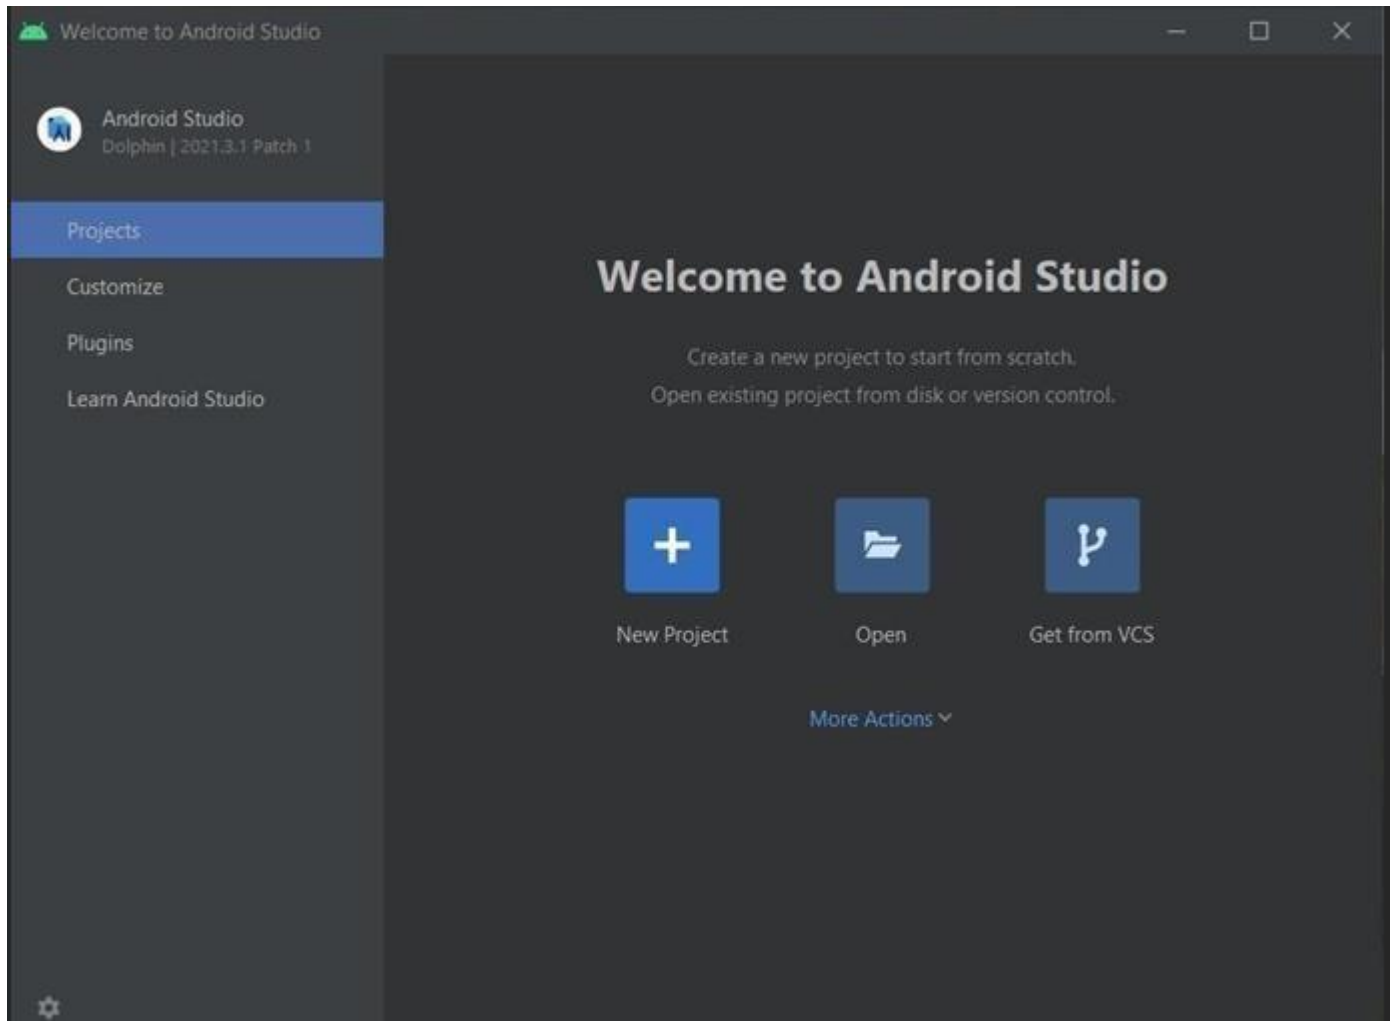 Welcome to Android Studio
Android Studio
Dolphin | 2021.3.1 Patch 1
Projects
Customize
Plugins
Learn Android Studio
Welcome to Android Studio
Create a new project to start from scratch.
Open existing project from disk or version control.
New Project
Open
Get from VCS
More Actions